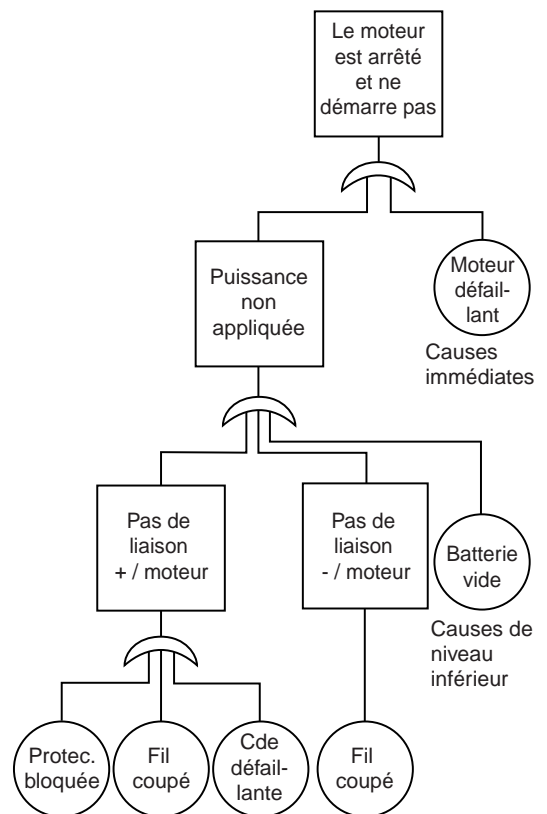 Le moteur
est arrêté
et ne
démarre pas
Puissance
non
appliquée
Moteur
défail-
lant
Causes
immédiates
Pas de
liaison
+ / moteur
Pas de
liaison
- / moteur
Batterie
vide
Causes de
niveau
inférieur
Protec.
bloquée
Fil
coupé
Cde
défail-
lante
Fil
coupé